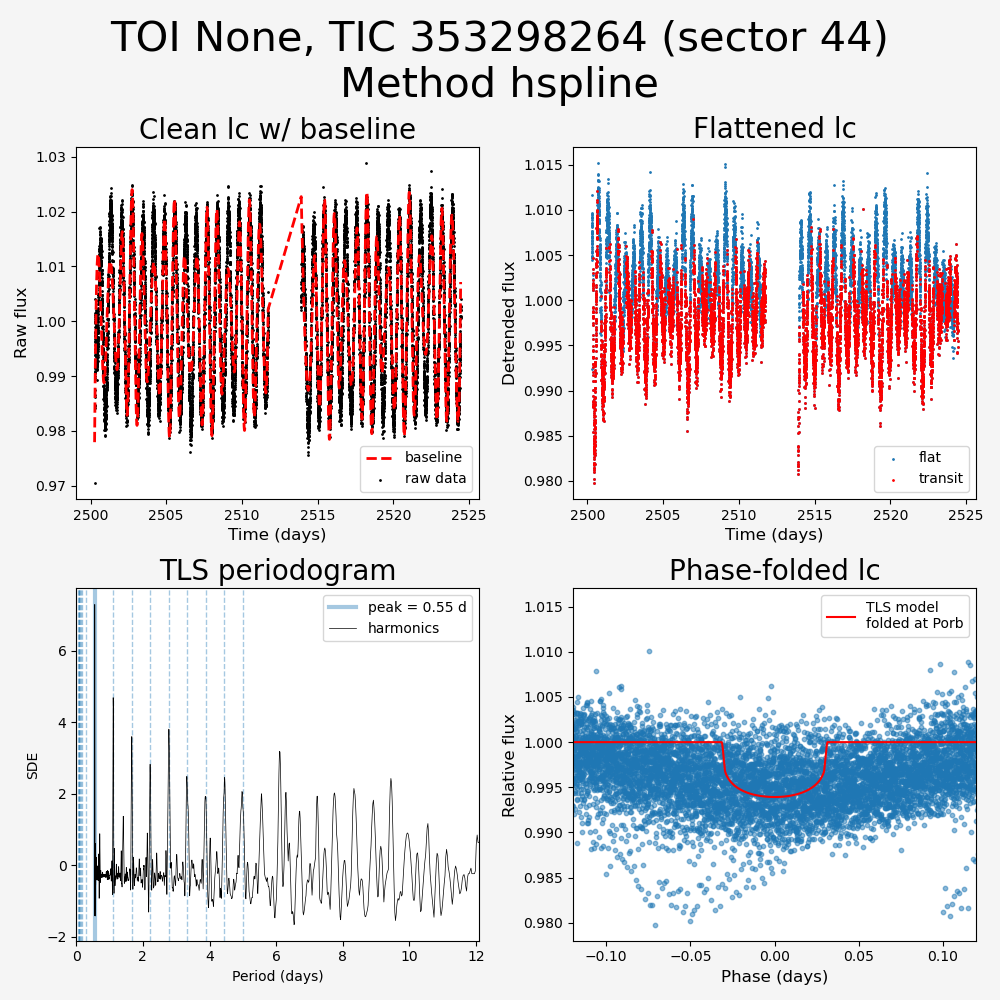 TOI None, TIC 353298264 (sector 44)
Method hspline
Clean lc w/ baseline
Flattened lc
1.03
1.02
1.01
1.00
0.99
0.98
0.97
Raw flux
baseline
raw data
2500
2505
2510
2515
2520
2525
Time (days)
1.015
1.010
1.005
1.000
0.995
0.990
0.985
0.980
Detrended flux
flat
transit
2500
2505
2510
2515
2520
2525
Time (days)
TLS periodogram
Phase-folded lc
6
4
2
0
−2
SDE
peak = 0.55 d
harmonics
0
2
4
6
8
10
12
Period (days)
1.015
1.010
1.005
1.000
0.995
0.990
0.985
0.980
Relative flux
TLS model
folded at Porb
−0.10
−0.05
0.00
0.05
0.10
Phase (days)